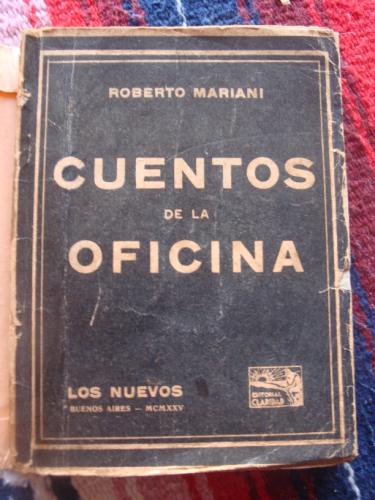 ROBERTO MARIANI
CUENTOS
DE LA
OFICINA
LOS NUEVOS
BUENOS AIRES — MCMXXV
EDITORIAL
CLARIDAD